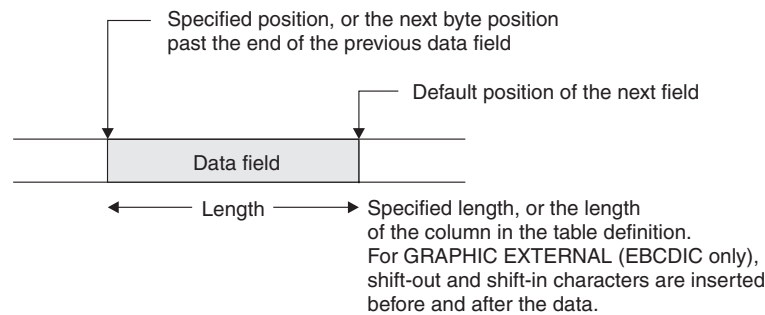 Specified position, or the next byte position
past the end of the previous data field
Default position of the next field
Data field
Length
Specified length, or the length
of the column in the table definition.
For GRAPHIC EXTERNAL (EBCDIC only),
shift-out and shift-in characters are inserted
before and after the data.